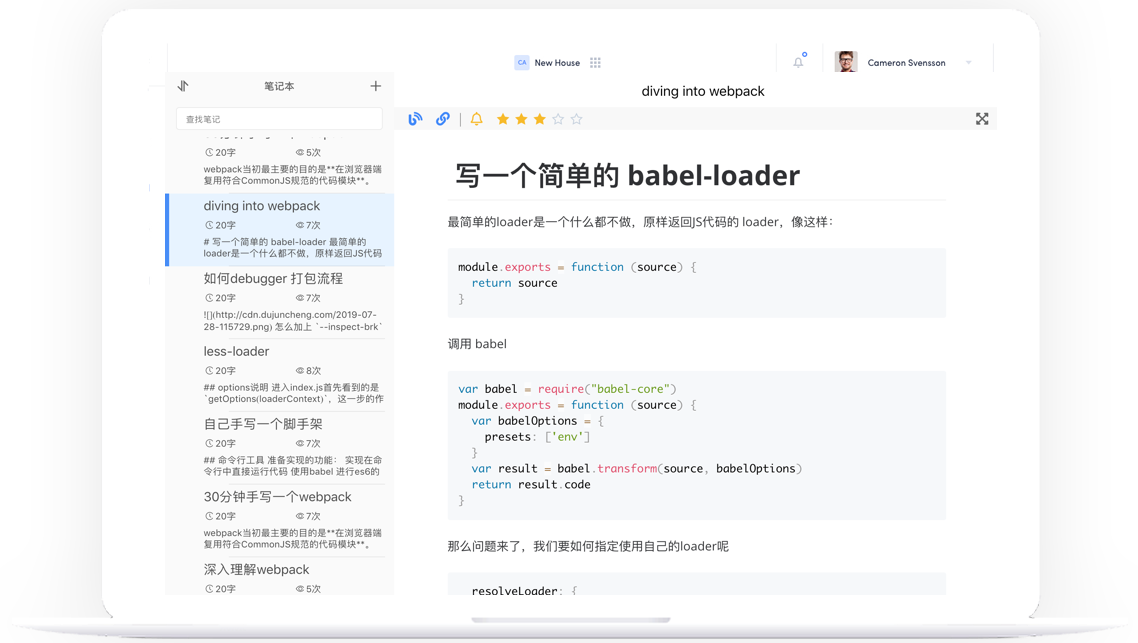 CA New House
Cameron Svensson
笔记本
diving into webpack
查找笔记
20字 5次
webpack当初最主要的目的是**在浏览器端
复用符合CommonJS规范的代码模块**。
diving into webpack
20字 7次
# 写一个简单的 babel-loader 最简单的
loader是一个什么都不做，原样返回JS代码
如何debugger 打包流程
20字 7次
![](http://cdn.dujuncheng.com/2019-07-
28-115729.png) 怎么加上 `--inspect-brk`
less-loader
20字 8次
## options说明 进入index.js首先看到的是
`getOptions(loaderContext)`，这一步的作
自己手写一个脚手架
20字 7次
## 命令行工具 准备实现的功能： 实现在命
令行中直接运行代码 使用babel 进行es6的
30分钟手写一个webpack
20字 7次
webpack当初最主要的目的是**在浏览器端
复用符合CommonJS规范的代码模块**。
深入理解webpack
20字 5次
写一个简单的 babel-loader
最简单的loader是一个什么都不做，原样返回JS代码的 loader，像这样：
module.exports = function (source) {
return source
}
调用 babel
var babel = require("babel-core")
module.exports = function (source) {
var babelOptions = {
presets: ['env']
}
var result = babel.transform(source, babelOptions)
return result.code
}
那么问题来了，我们要如何指定使用自己的loader呢
resolveLoader: {